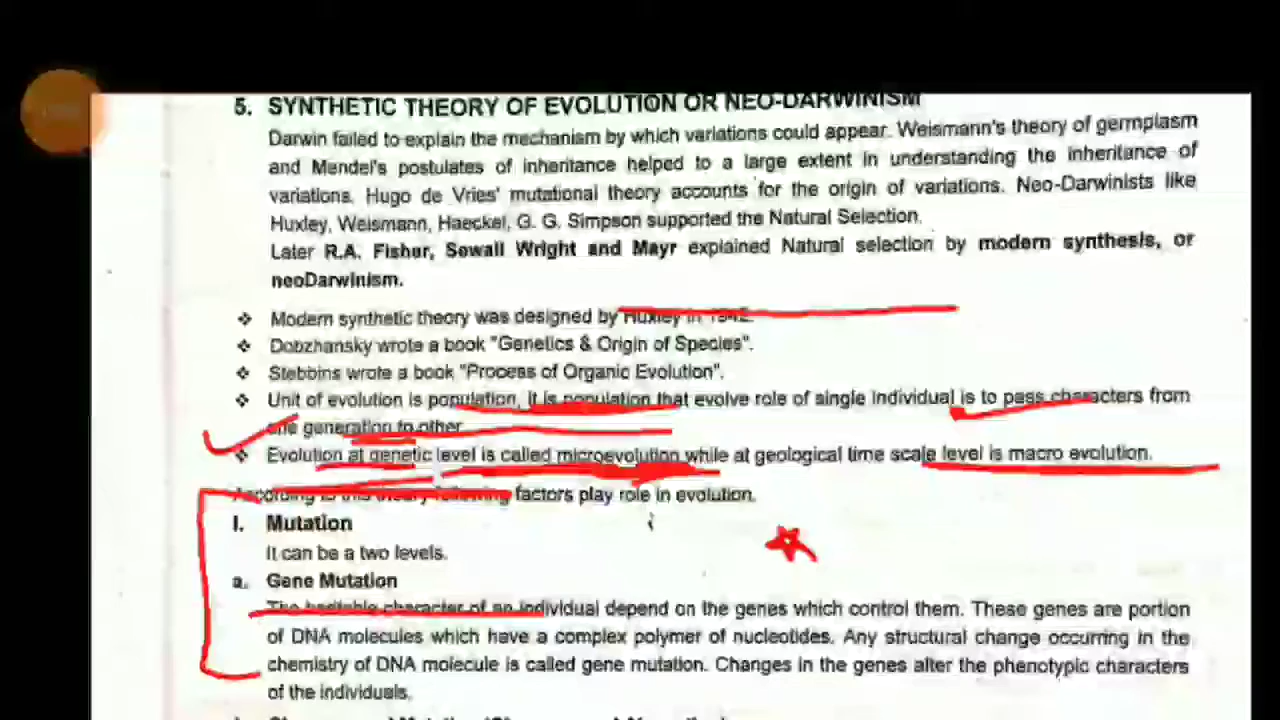 5. SYNTHETIC THEORY OF EVOLUTION OR NEO-DARWINISM
Darwin failed to explain the mechanism by which variations could appear. Weismann's theory of germplasm
and Mendel's postulates of inheritance helped to a large extent in understanding the inheritance of
variations. Hugo de Vries' mutational theory accounts for the origin of variations. Neo-Darwinists like
Huxley, Weismann, Haeckel, G. G. Simpson supported the Natural Selection.
Later R.A. Fisher, Sewall Wright and Mayr explained Natural selection by modern synthesis, or
neoDarwinism.
❖ Modern synthetic theory was designed by Huxley in 1942.
❖ Dobzhansky wrote a book "Genetics & Origin of Species".
❖ Stebbins wrote a book "Process of Organic Evolution".
❖ Unit of evolution is population, it is population that evolve role of single individual is to pass characters from
one generation to other
❖ Evolution at genetic level is called microevolution while at geological time scale level is macro evolution.
According to this theory following factors play role in evolution.
I. Mutation
It can be a two levels.
a. Gene Mutation
The heritable character of an individual depend on the genes which control them. These genes are portion
of DNA molecules which have a complex polymer of nucleotides. Any structural change occurring in the
chemistry of DNA molecule is called gene mutation. Changes in the genes alter the phenotypic characters
of the individuals.